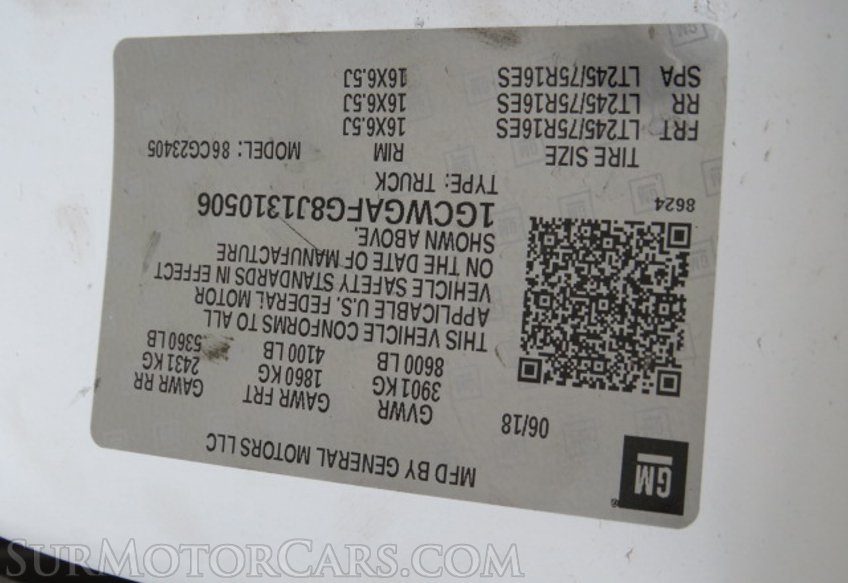 GM
MFD BY GENERAL MOTORS LLC
06/18
GVWR GAWR FRT GAWR RR
3901 KG 1860 KG 2431 KG
8600 LB 4100 LB 5360 LB
THIS VEHICLE CONFORMS TO ALL
APPLICABLE U.S. FEDERAL MOTOR
VEHICLE SAFETY STANDARDS IN EFFECT
ON THE DATE OF MANUFACTURE
SHOWN ABOVE.
1GCWGAFG8J1310506
8624
TYPE: TRUCK
TIRE SIZE RIM MODEL: 86CG23405
FRT LT245/75R16ES 16X6.5J
RR LT245/75R16ES 16X6.5J
SPA LT245/75R16ES 16X6.5J
SurMotorCars.com